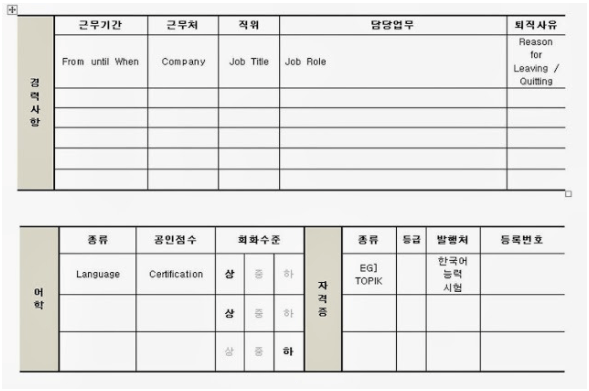 근무기간 근무처 직위 담당업무 퇴직사유
From until When Company Job Title Job Role Reason
for
Leaving /
Quitting
경
력
사
항
종류 공인점수 회화수준 종류 등급 발행처 등록번호
Language Certification 상 중 하 EG]
TOPIK 한국어
능력
시험
어
학
자
격
증
상 중 하
상 중 하